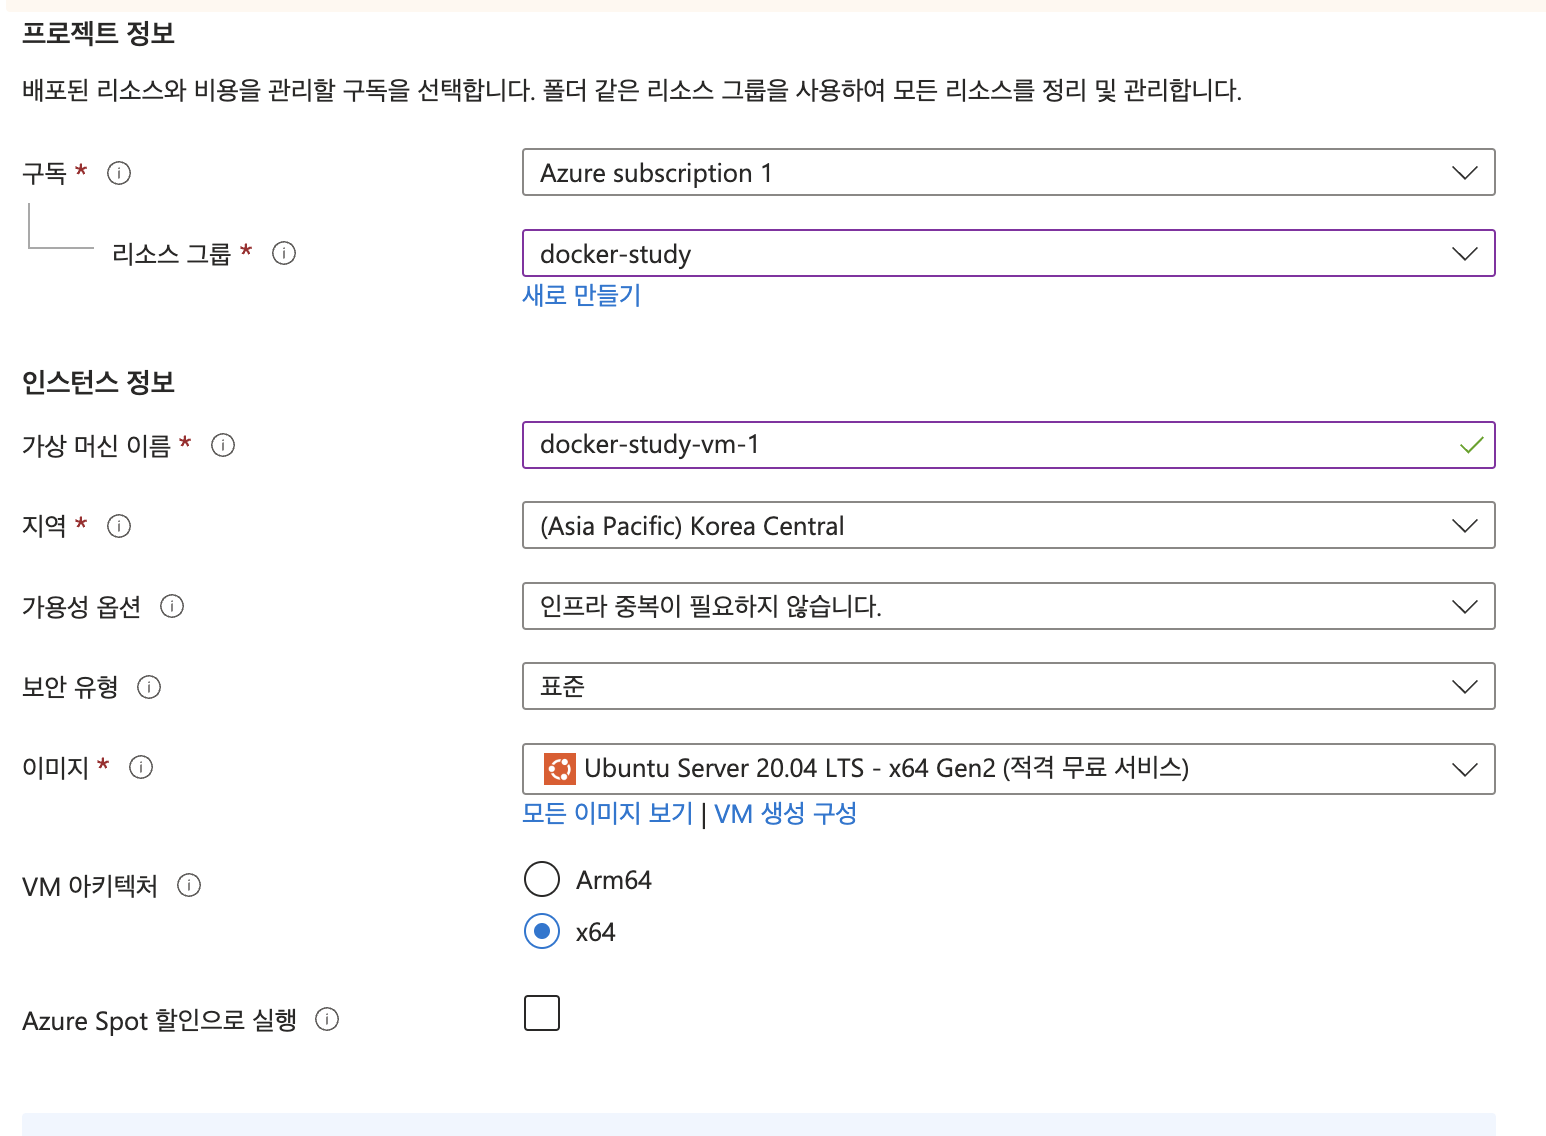 프로젝트 정보
배포된 리소스와 비용을 관리할 구독을 선택합니다. 폴더 같은 리소스 그룹을 사용하여 모든 리소스를 정리 및 관리합니다.
구독 *
Azure subscription 1
리소스 그룹 *
docker-study
새로 만들기
인스턴스 정보
가상 머신 이름 *
docker-study-vm-1
지역 *
(Asia Pacific) Korea Central
가용성 옵션
인프라 중복이 필요하지 않습니다.
보안 유형
표준
이미지 *
Ubuntu Server 20.04 LTS - x64 Gen2 (적격 무료 서비스)
모든 이미지 보기 | VM 생성 구성
VM 아키텍처
Arm64
x64
Azure Spot 할인으로 실행